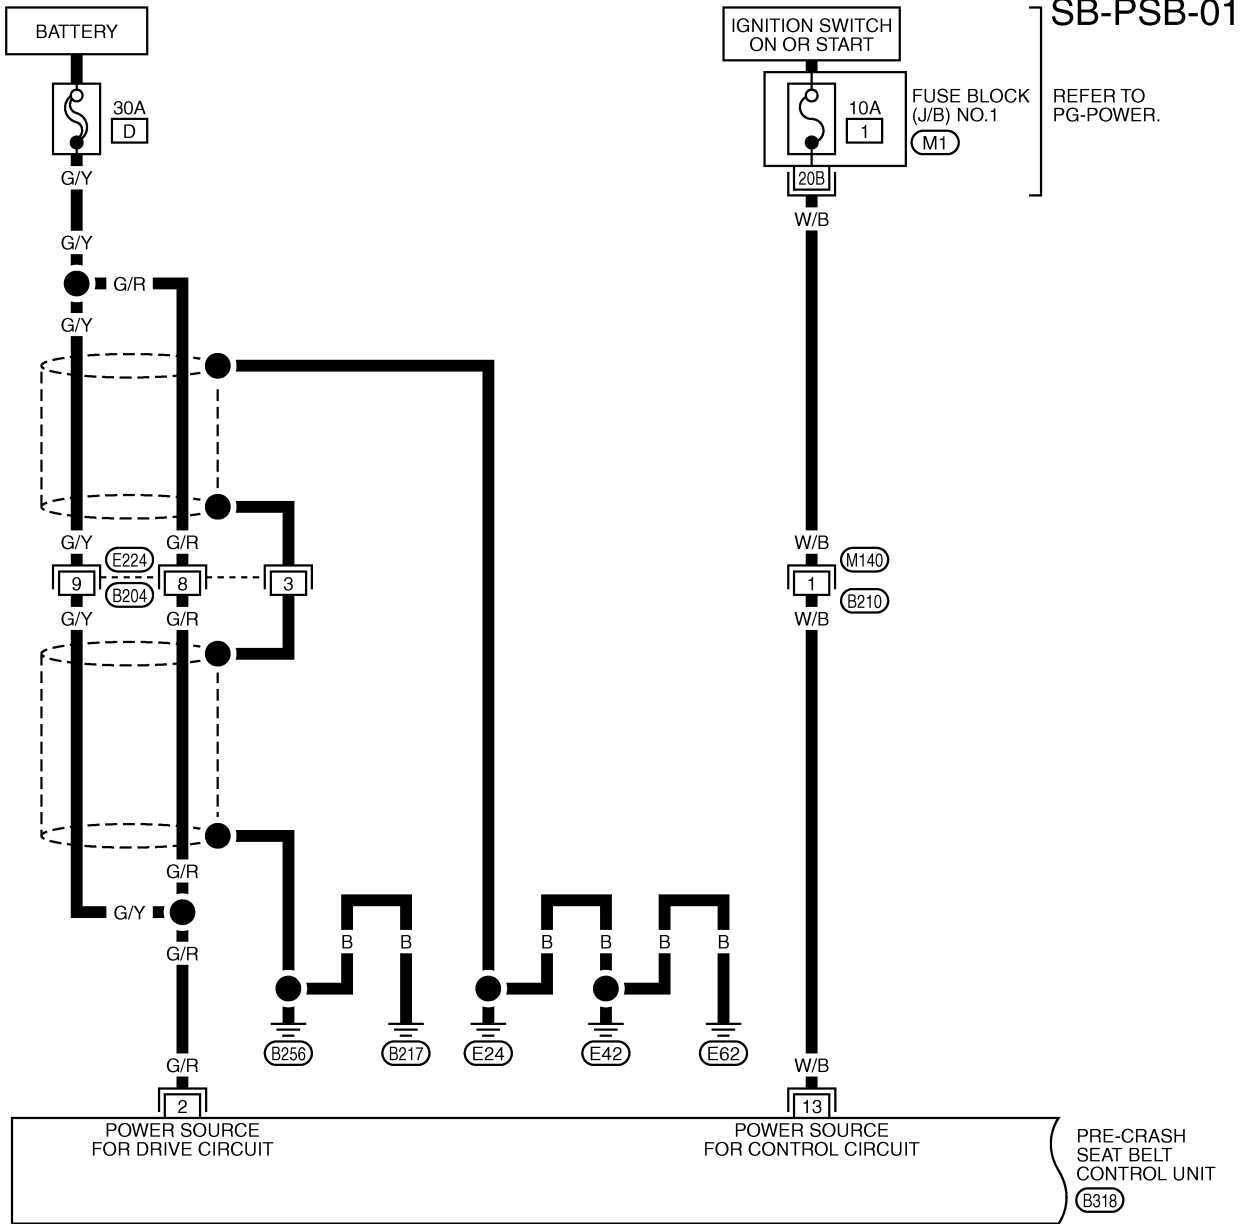 SB-PSB-01
BATTERY
IGNITION SWITCH
ON OR START
30A
D
10A
1
FUSE BLOCK
(J/B) NO.1
M1
REFER TO
PG-POWER.
G/Y
20B
W/B
G/Y
G/R
G/Y
G/Y
G/R
W/B
E224
M140
9
8
3
1
B204
B210
G/Y
G/R
W/B
G/R
G/Y
G/R
B
B
B
B
B
B
B256
B217
E24
E42
E62
G/R
W/B
2
13
POWER SOURCE
FOR DRIVE CIRCUIT
POWER SOURCE
FOR CONTROL CIRCUIT
PRE-CRASH
SEAT BELT
CONTROL UNIT
B318